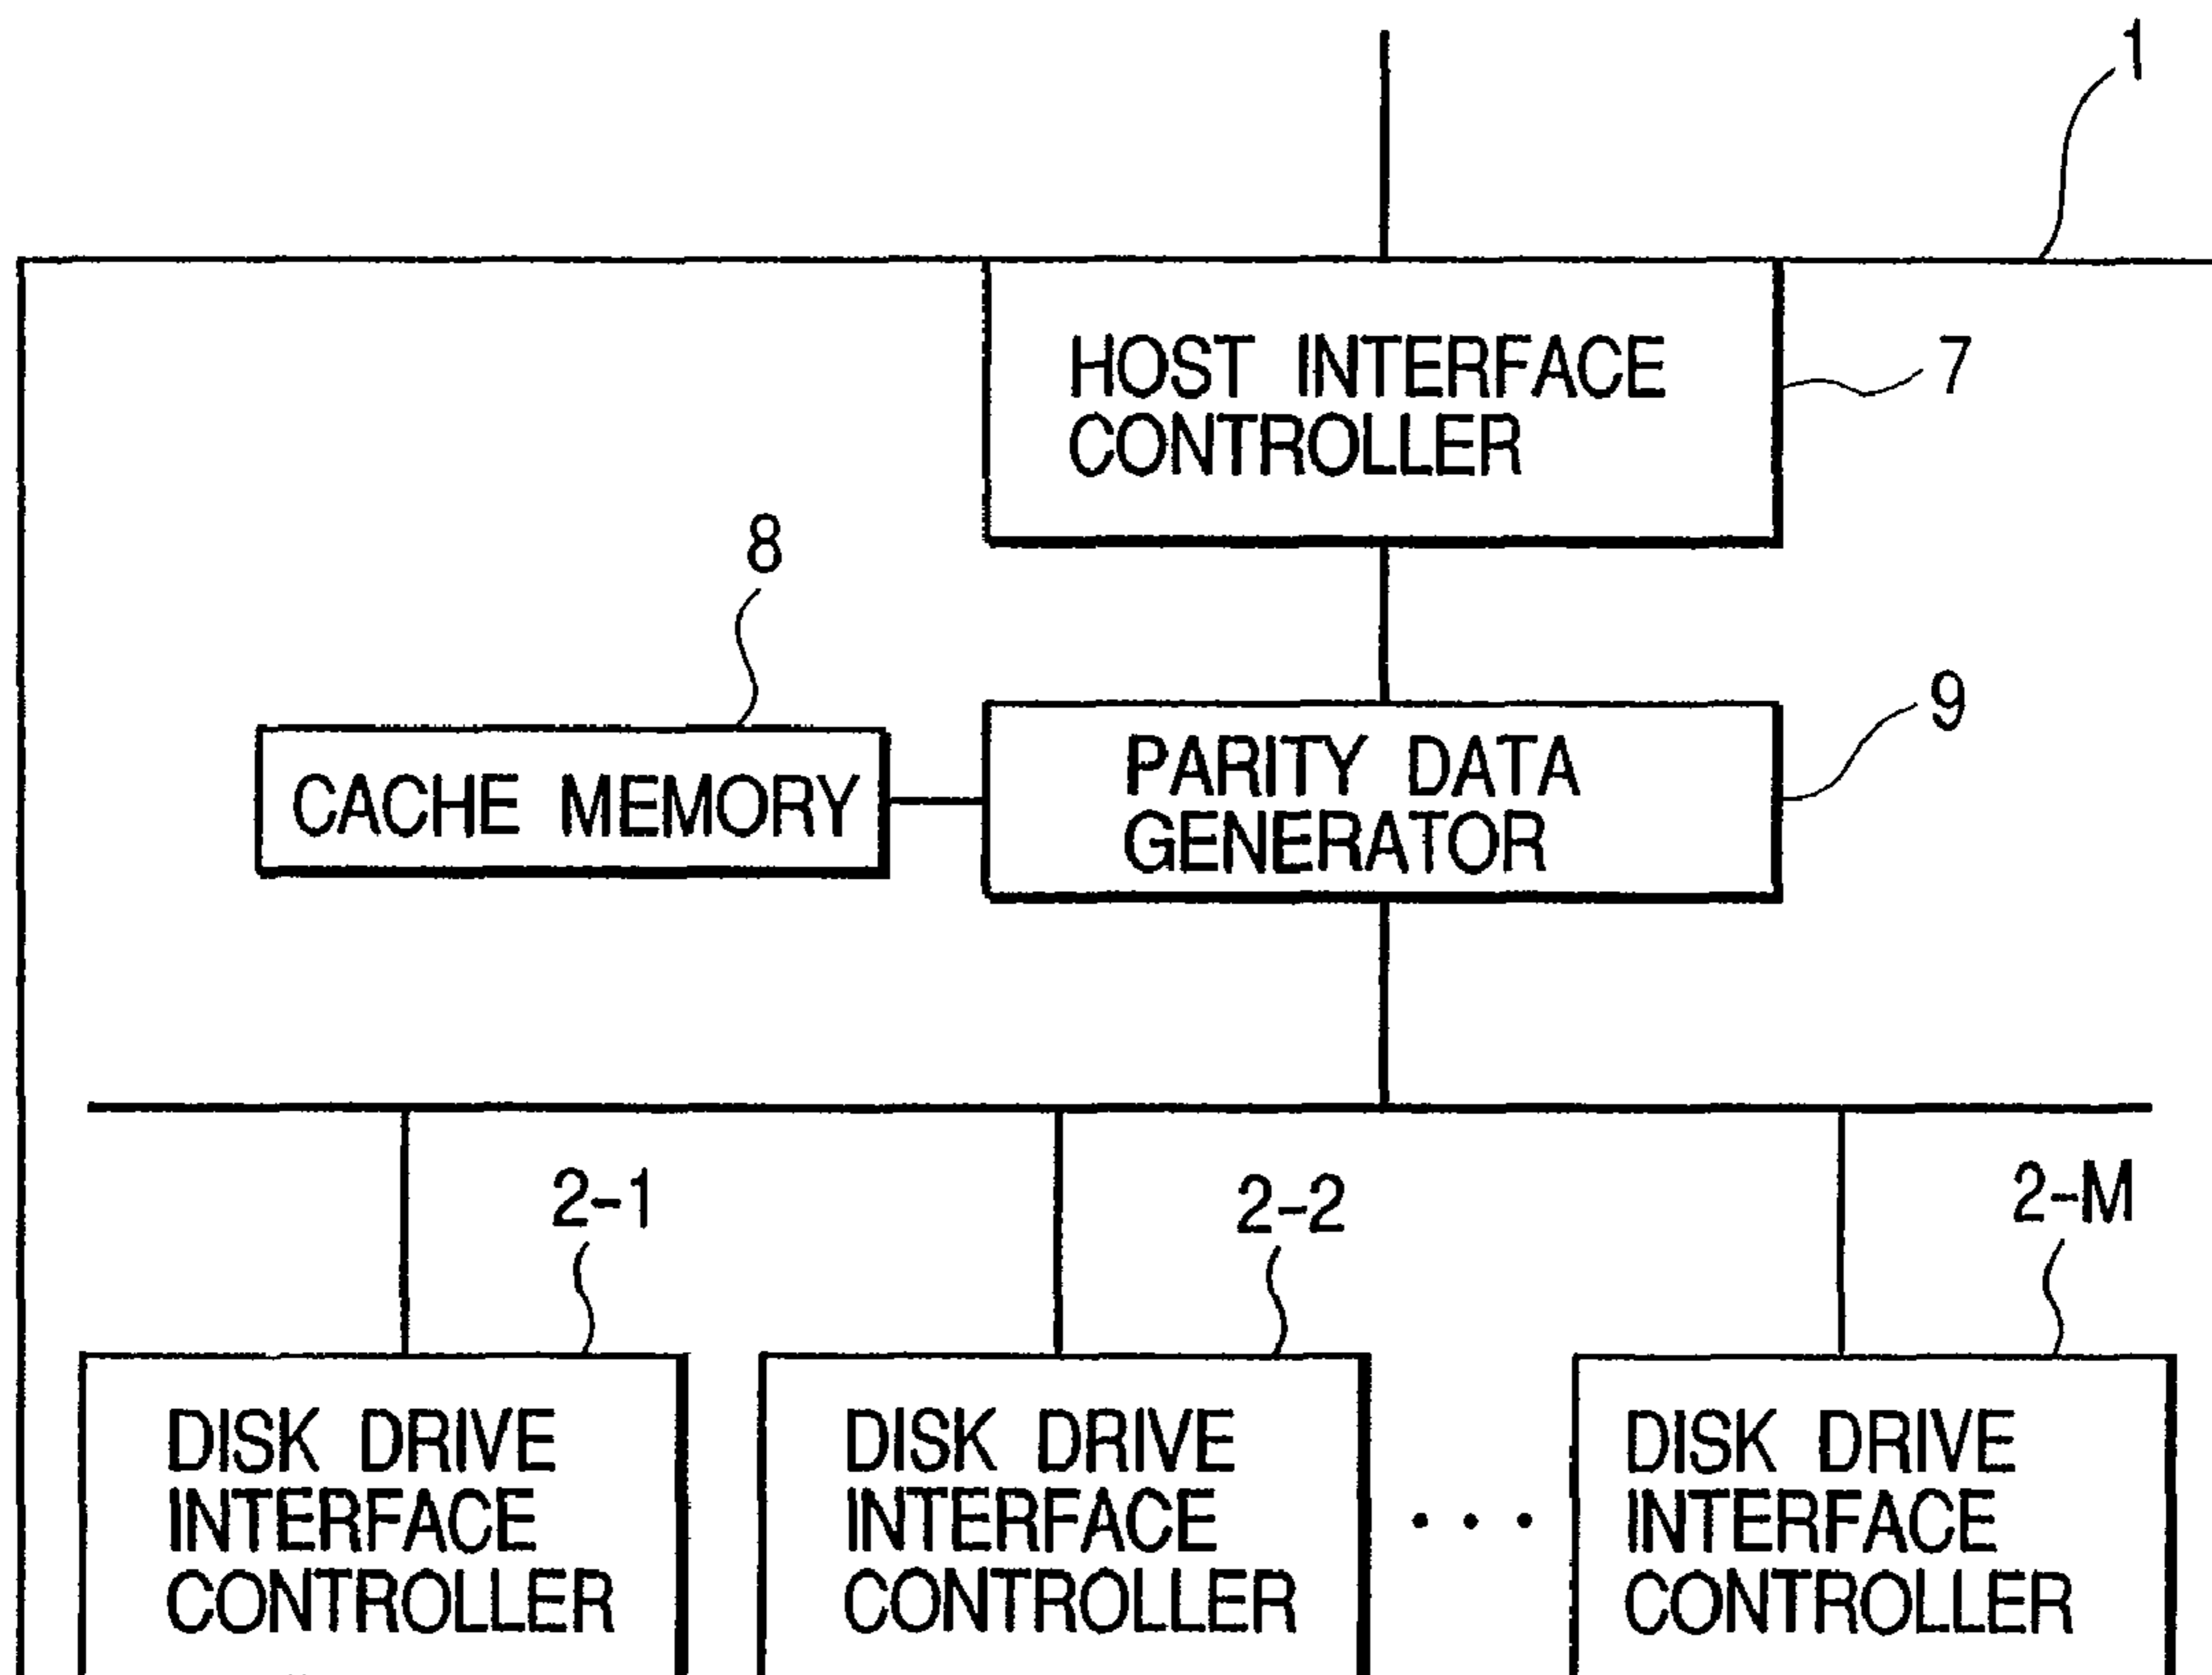 1
HOST INTERFACE
CONTROLLER
7
8
9
CACHE MEMORY
PARITY DATA
GENERATOR
2-1
2-2
2-M
DISK DRIVE
INTERFACE
CONTROLLER
DISK DRIVE
INTERFACE
CONTROLLER
...
DISK DRIVE
INTERFACE
CONTROLLER